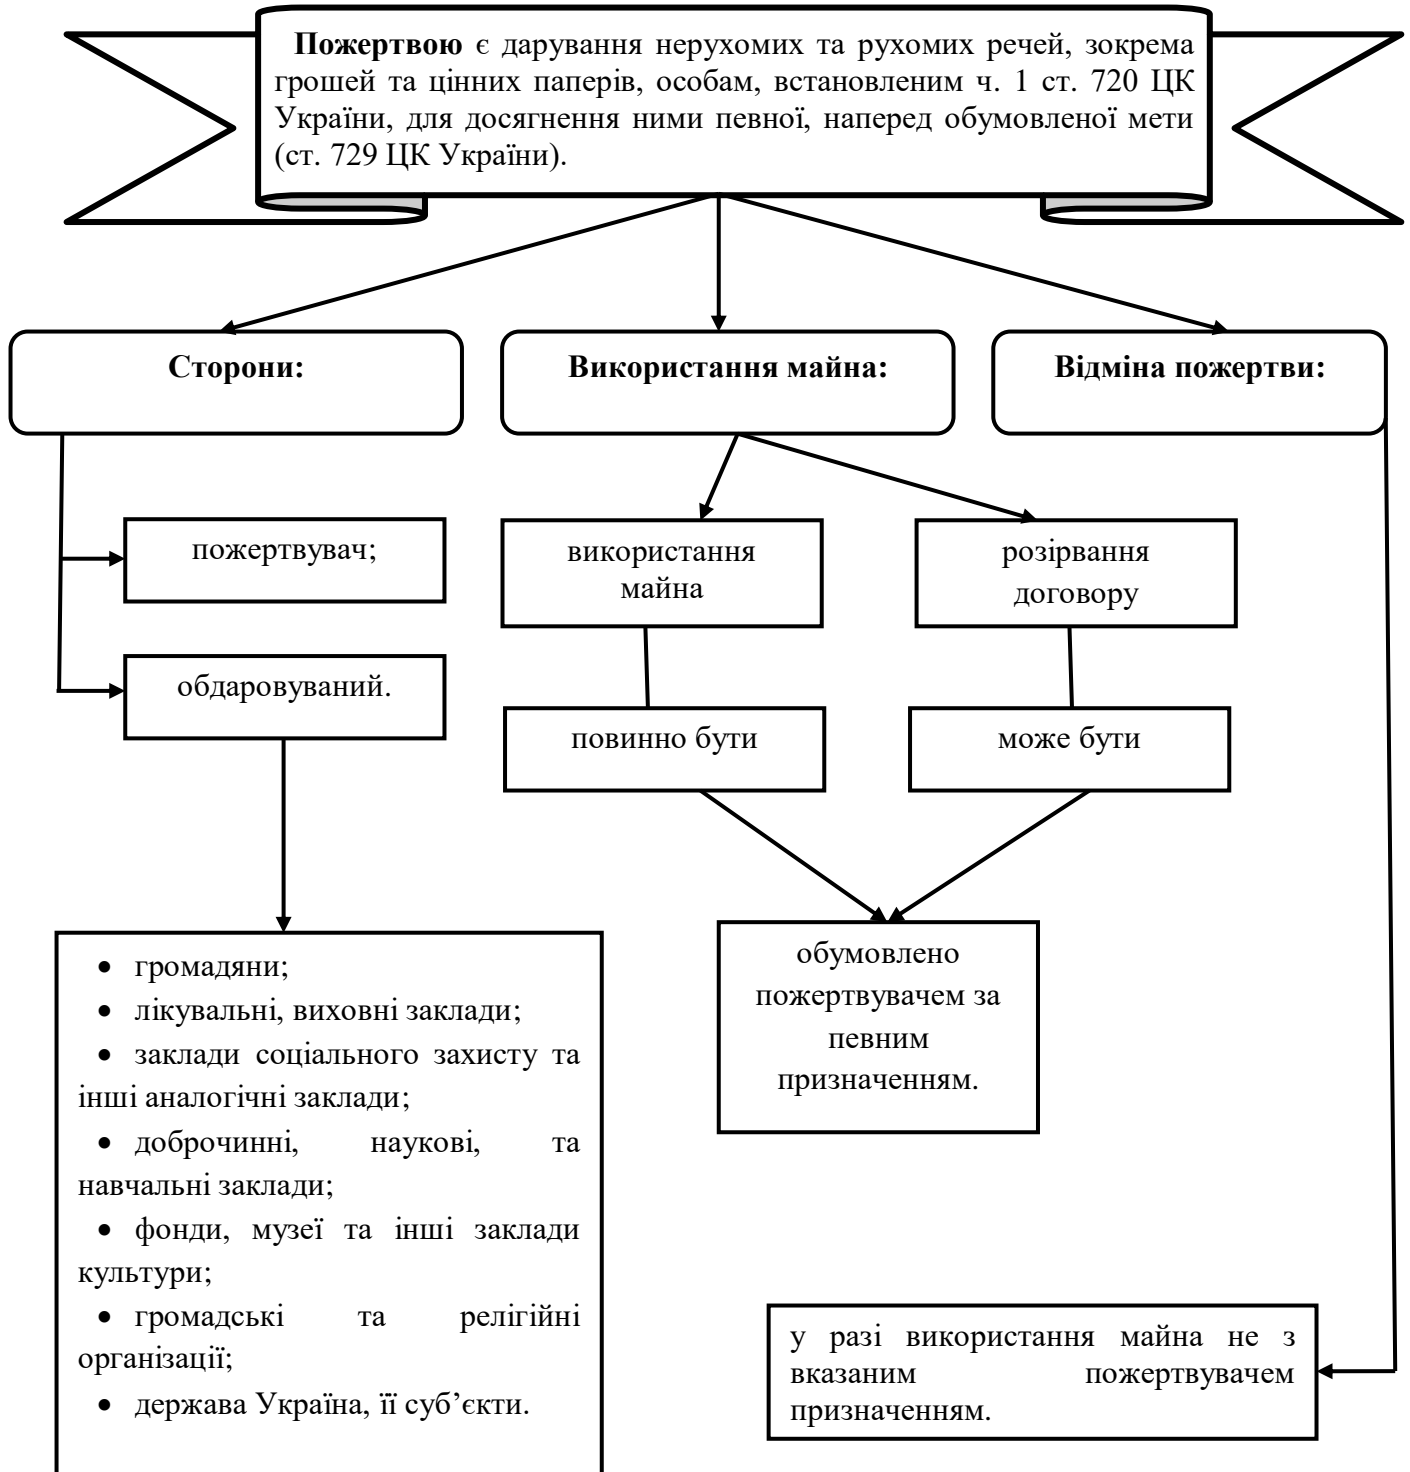 Пожертвою є дарування нерухомих та рухомих речей, зокрема
грошей та цінних паперів, особам, встановленим ч. 1 ст. 720 ЦК
України, для досягнення ними певної, наперед обумовленої мети
(ст. 729 ЦК України).
Сторони:
Використання майна:
Відміна пожертви:
пожертвувач;
обдаровуваний.
використання
майна
розірвання
договору
повинно бути
може бути
обумовлено
пожертвувачем за
певним
призначенням.
• громадяни;
• лікувальні, виховні заклади;
• заклади соціального захисту та
інші аналогічні заклади;
• доброчинні, наукові, та
навчальні заклади;
• фонди, музеї та інші заклади
культури;
• громадські та релігійні
організації;
• держава Україна, її суб’єкти.
у разі використання майна не з
вказаним пожертвувачем
призначенням.